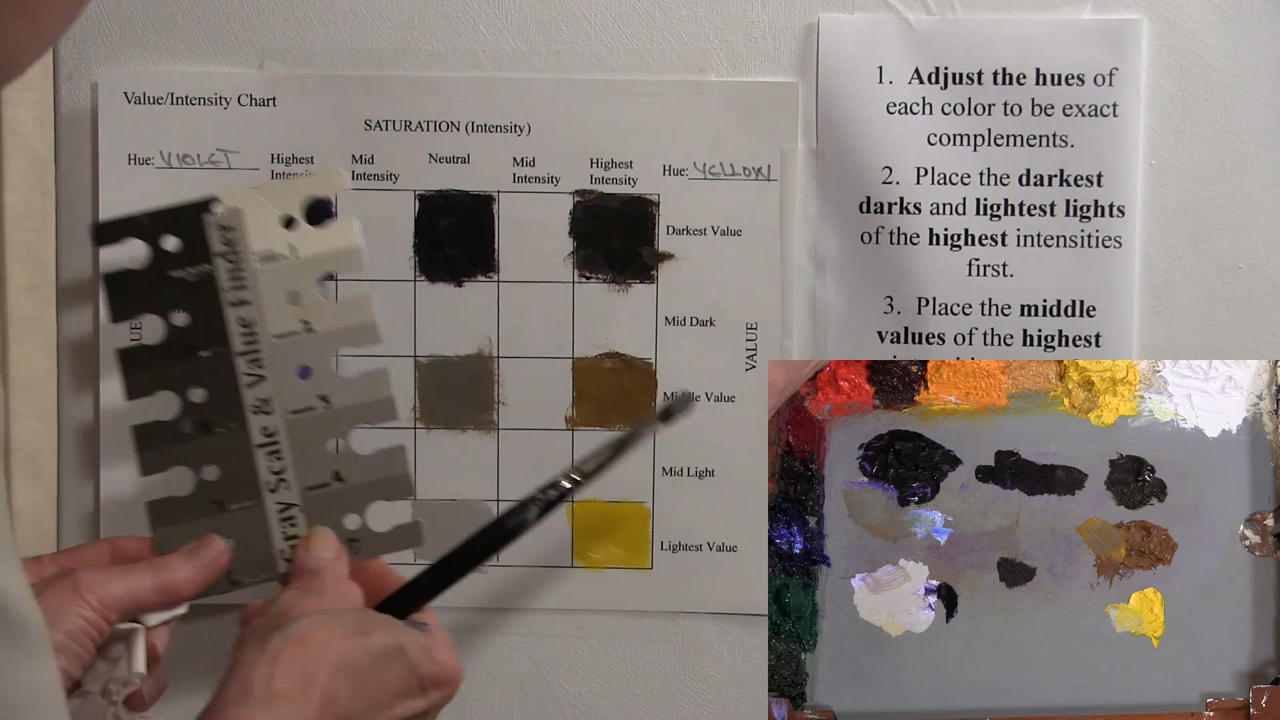 Value/Intensity Chart
SATURATION (Intensity)
Hue: VIOLET
Highest
Intensity
Mid
Intensity
Neutral
Mid
Intensity
Highest
Intensity
Hue: YELLOW
Darkest Value
Mid Dark
Middle Value
Mid Light
Lightest Value
UE
VALUE
Gray Scale & Value Finder
1. Adjust the hues of
each color to be exact
complements.
2. Place the darkest
darks and lightest lights
of the highest intensities
first.
3. Place the middle
values of the highest